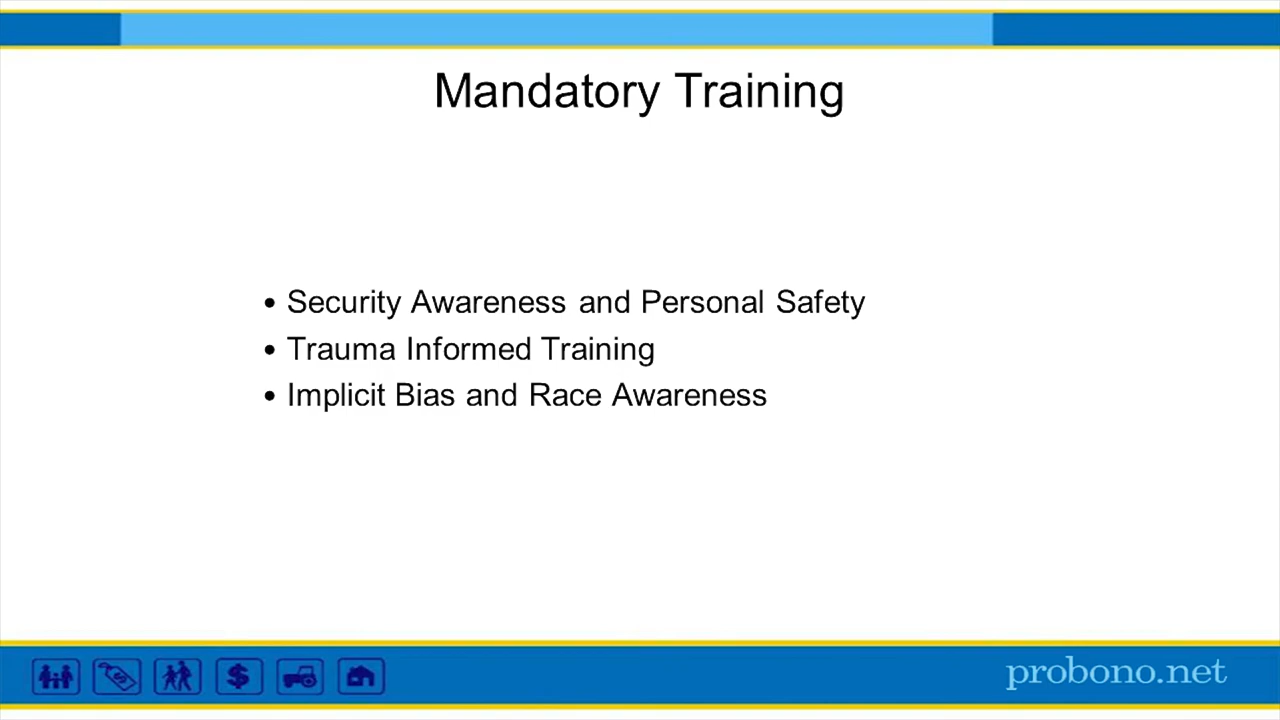 Mandatory Training
• Security Awareness and Personal Safety
• Trauma Informed Training
• Implicit Bias and Race Awareness
$
probono.net